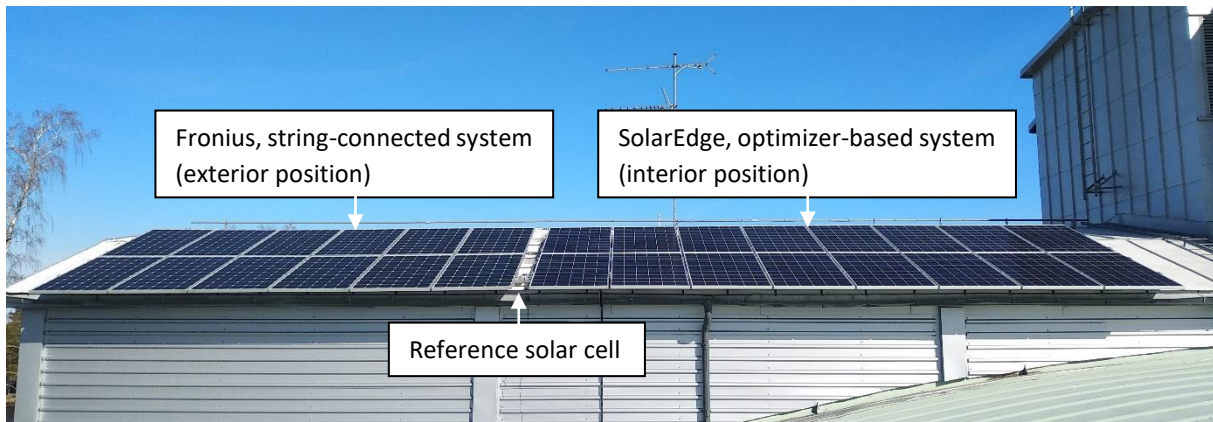 Fronius, string-connected system
(exterior position)
SolarEdge, optimizer-based system
(interior position)
Reference solar cell